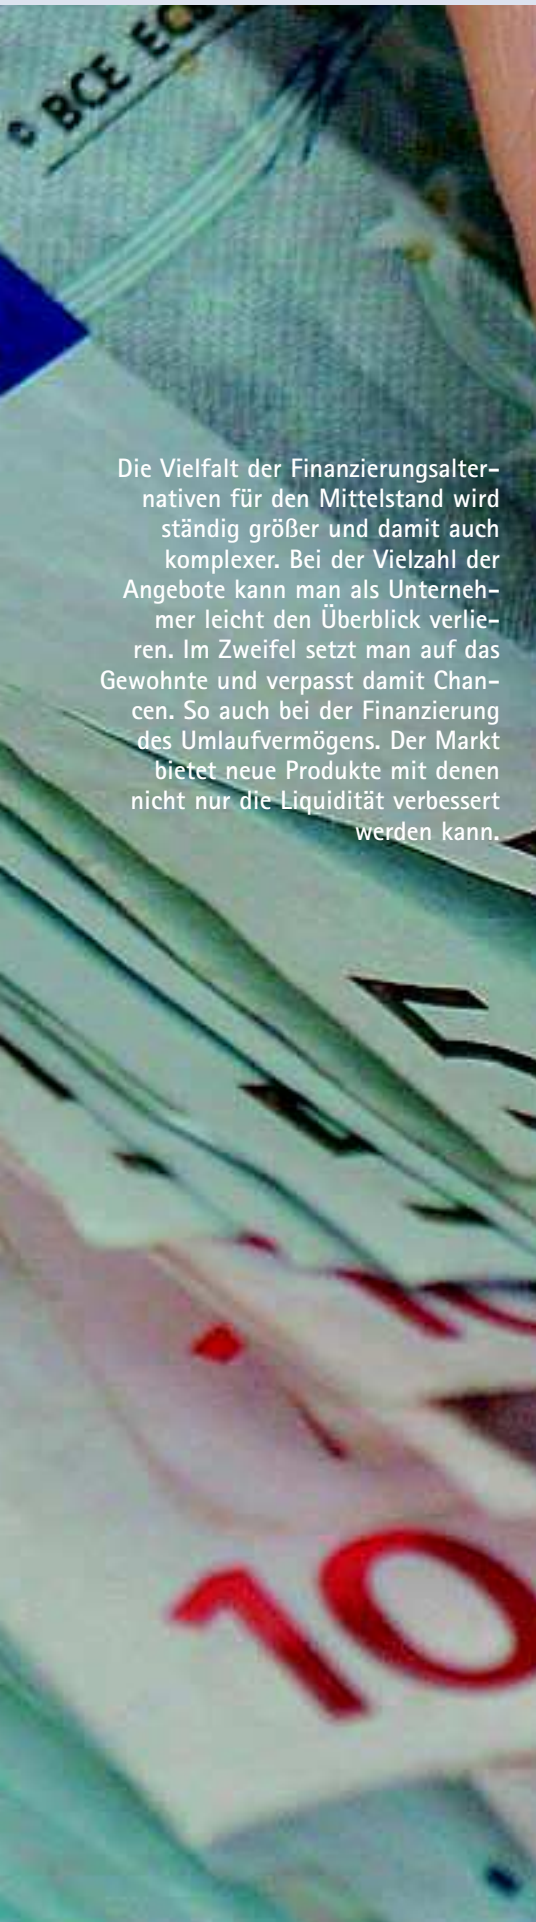 © BCE EC
Die Vielfalt der Finanzierungsalter-
nativen für den Mittelstand wird
ständig größer und damit auch
komplexer. Bei der Vielzahl der
Angebote kann man als Unterneh-
mer leicht den Überblick verlie-
ren. Im Zweifel setzt man auf das
Gewohnte und verpasst damit Chan-
cen. So auch bei der Finanzierung
des Umlaufvermögens. Der Markt
bietet neue Produkte mit denen
nicht nur die Liquidität verbessert
werden kann.
10